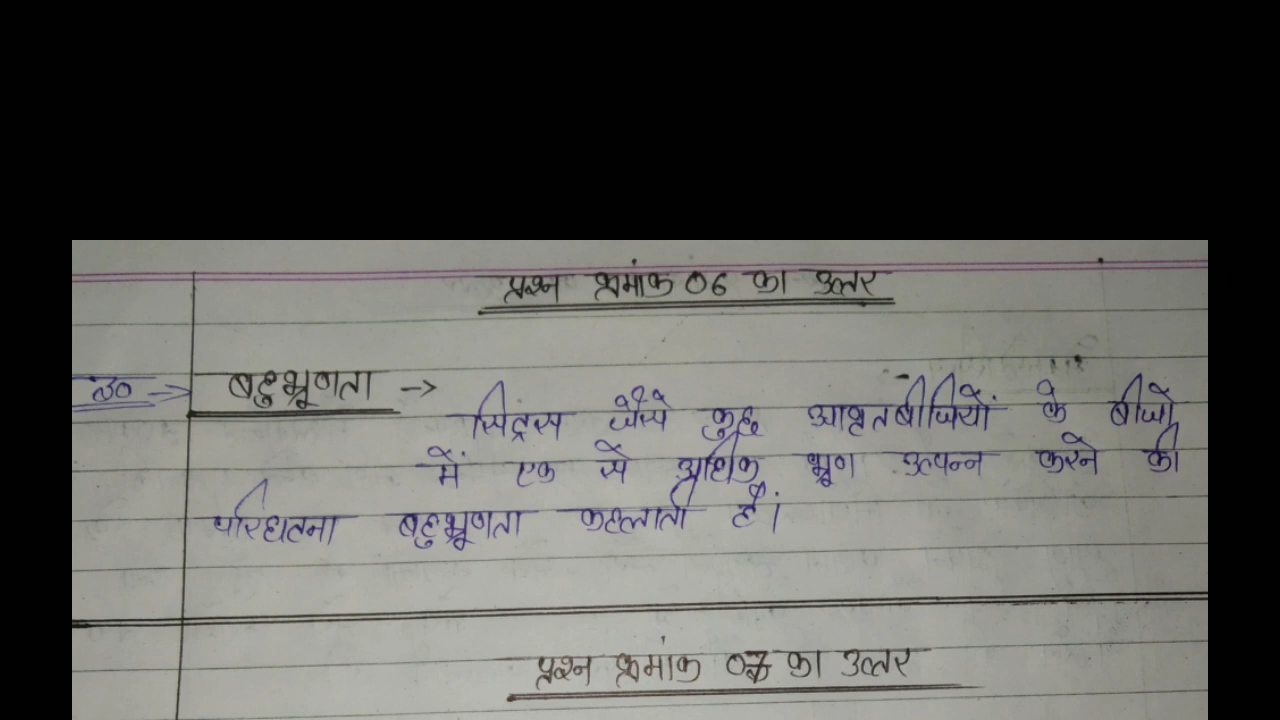 प्रश्न क्रमांक 06 का उत्तर
उ० → बहुभ्रूणता →
सिट्रस जैसे कुछ आवृतबीजियों के बीजो
में एक से अधिक भ्रूण उत्पन्न करने की
परिघटना बहुभ्रूणता कहलाती हैं।
प्रश्न क्रमांक 07 का उत्तर